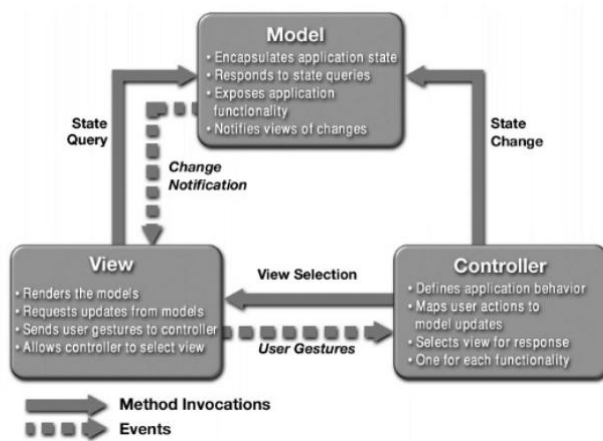 Model
• Encapsulates application state
• Responds to state queries
• Exposes application
functionality
• Notifies views of changes
State
Query
Change
Notification
State
Change
View
• Renders the models
• Requests updates from models
• Sends user gestures to controller
• Allows controller to select view
View Selection
User Gestures
Controller
• Defines application behavior
• Maps user actions to
model updates
• Selects view for response
• One for each functionality
Method Invocations
Events